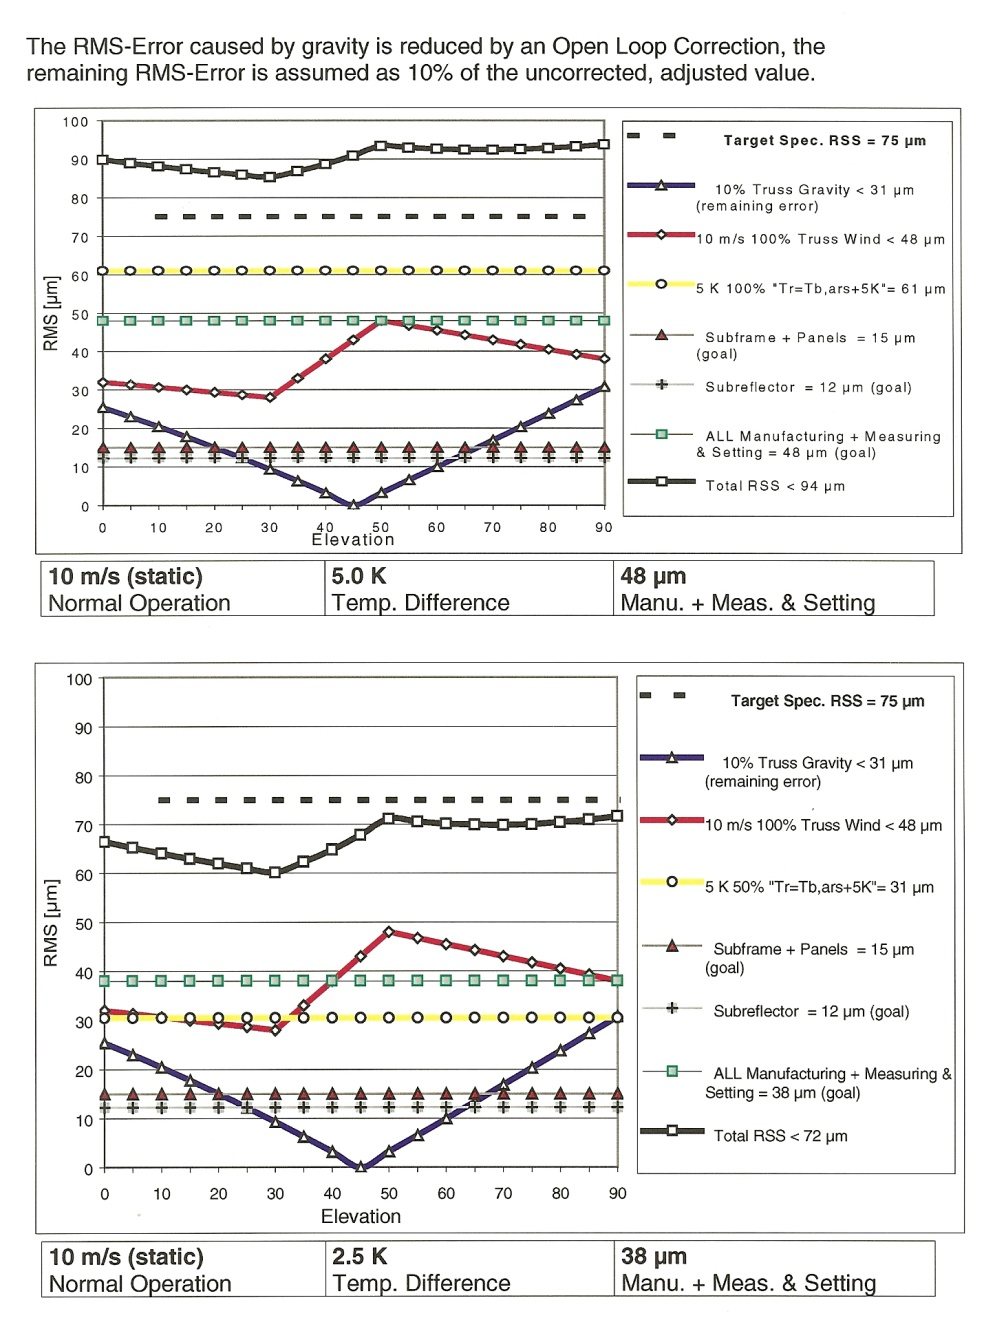 The RMS-Error caused by gravity is reduced by an Open Loop Correction, the
remaining RMS-Error is assumed as 10% of the uncorrected, adjusted value.
100
90
80
70
60
50
40
30
20
10
0
RMS [µm]
0 10 20 30 40 50 60 70 80 90
Elevation
Target Spec. RSS = 75 µm
10% Truss Gravity < 31 µm
(remaining error)
10 m/s 100% Truss Wind < 48 µm
5 K 100% "Tr=Tb,ars+5K"= 61 µm
Subframe + Panels = 15 µm
(goal)
Subreflector = 12 µm (goal)
ALL Manufacturing + Measuring
& Setting = 48 µm (goal)
Total RSS < 94 µm
10 m/s (static) 5.0 K 48 µm
Normal Operation Temp. Difference Manu. + Meas. & Setting
100
90
80
70
60
50
40
30
20
10
0
RMS [µm]
0 10 20 30 40 50 60 70 80 90
Elevation
Target Spec. RSS = 75 µm
10% Truss Gravity < 31 µm
(remaining error)
10 m/s 100% Truss Wind < 48 µm
5 K 50% "Tr=Tb,ars+5K"= 31 µm
Subframe + Panels = 15 µm
(goal)
Subreflector = 12 µm (goal)
ALL Manufacturing + Measuring &
Setting = 38 µm (goal)
Total RSS < 72 µm
10 m/s (static) 2.5 K 38 µm
Normal Operation Temp. Difference Manu. + Meas. & Setting